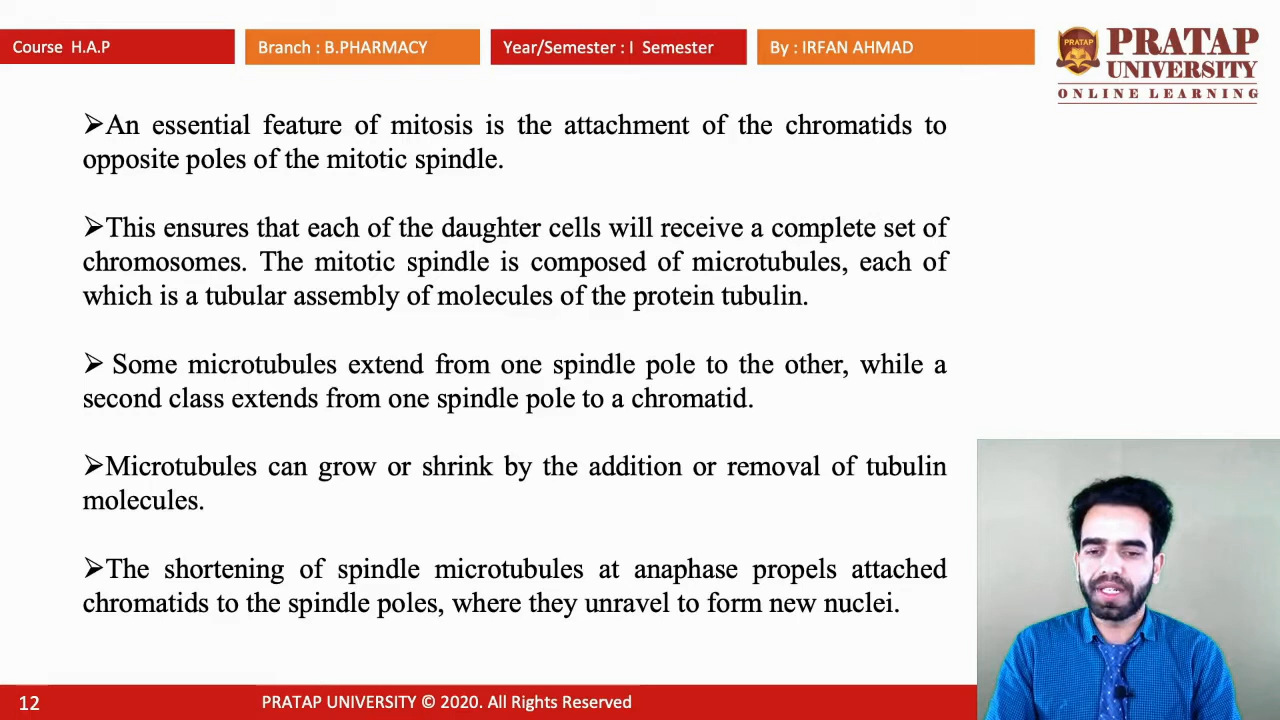 Course H.A.P
Branch : B.PHARMACY
Year/Semester : I Semester
By : IRFAN AHMAD
PRATAP
PRATAP
UNIVERSITY
ONLINE LEARNING
➢An essential feature of mitosis is the attachment of the chromatids to
opposite poles of the mitotic spindle.
➢This ensures that each of the daughter cells will receive a complete set of
chromosomes. The mitotic spindle is composed of microtubules, each of
which is a tubular assembly of molecules of the protein tubulin.
➢ Some microtubules extend from one spindle pole to the other, while a
second class extends from one spindle pole to a chromatid.
➢Microtubules can grow or shrink by the addition or removal of tubulin
molecules.
➢The shortening of spindle microtubules at anaphase propels attached
chromatids to the spindle poles, where they unravel to form new nuclei.
12
PRATAP UNIVERSITY © 2020. All Rights Reserved